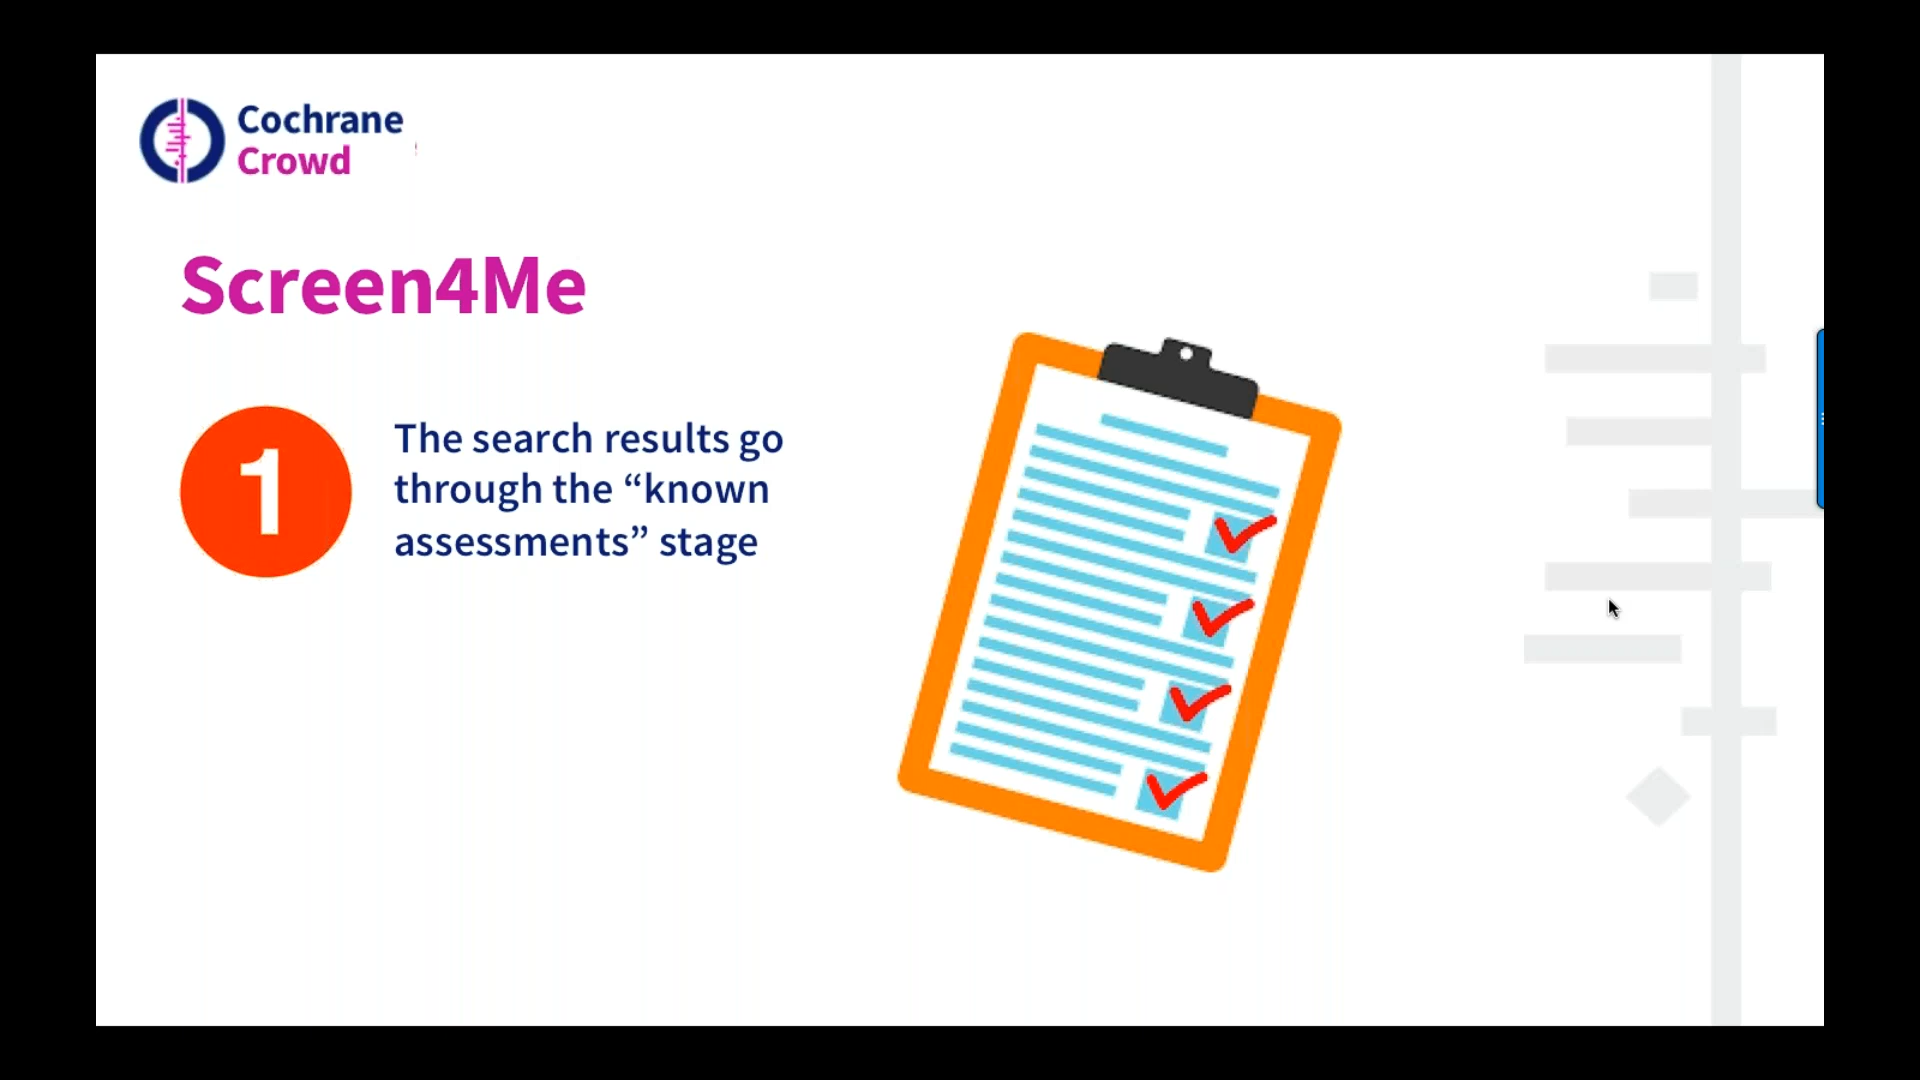 Cochrane
Crowd
Screen4Me
1
The search results go
through the “known
assessments” stage